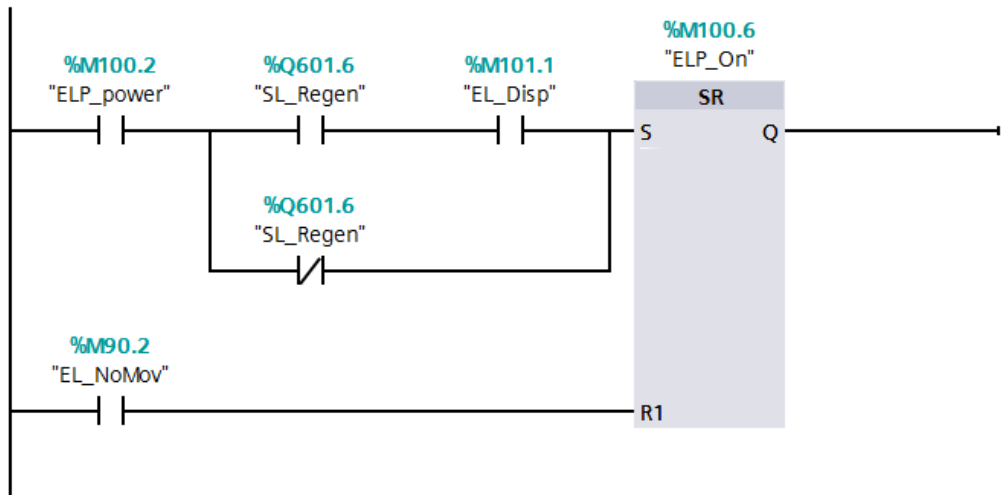 %M100.6
"ELP_On"
%M100.2
"ELP_power"
%Q601.6
"SL_Regen"
%M101.1
"EL_Disp"
SR
S
Q
%Q601.6
"SL_Regen"
%M90.2
"EL_NoMov"
R1